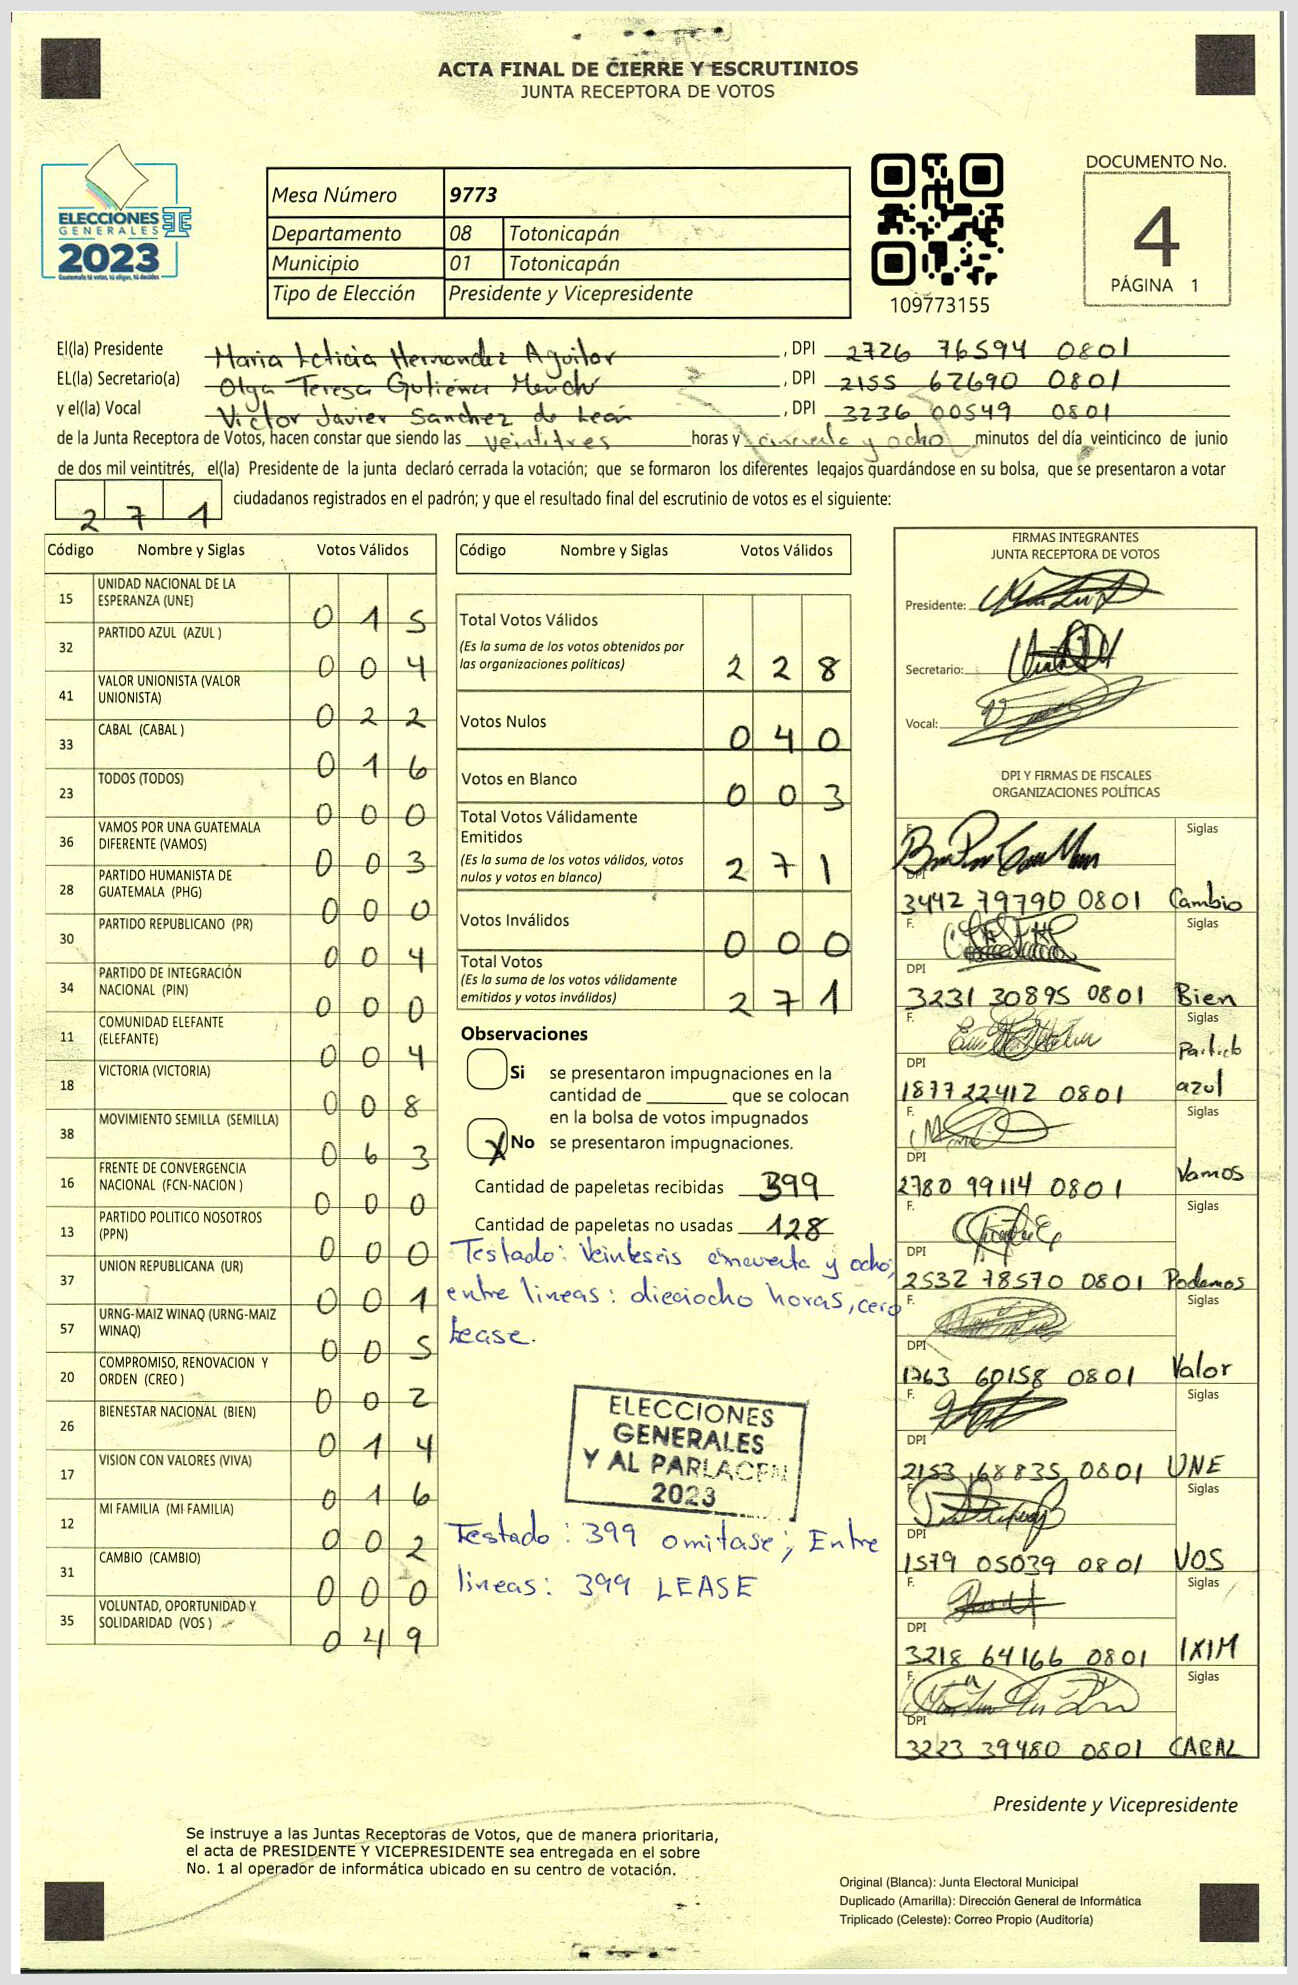 ACTA FINAL DE CIERRE Y ESCRUTINIOS
JUNTA RECEPTORA DE VOTOS
ELECCIONES
GENERALES
2023
Mesa Número 9773
Departamento 08 Totonicapán
Municipio 01 Totonicapán
Tipo de Elección Presidente y Vicepresidente
109773155
DOCUMENTO No.
4
PÁGINA 1
El(la) Presidente Maria Leticia Hernandez Aguilar , DPI 2726 76594 0801
EL(la) Secretario(a) Olga Teresa Gutiérrez , DPI 2155 67690 0801
y el(la) Vocal Victor Javier Sanchez de León , DPI 3236 00549 0801
de la Junta Receptora de Votos, hacen constar que siendo las veintitres horas y cincuenta y ocho minutos del día veinticinco de junio
de dos mil veintitrés, el(la) Presidente de la junta declaró cerrada la votación; que se formaron los diferentes legajos guardándose en su bolsa, que se presentaron a votar
271 ciudadanos registrados en el padrón; y que el resultado final del escrutinio de votos es el siguiente:
Código Nombre y Siglas Votos Válidos
15 UNIDAD NACIONAL DE LA ESPERANZA (UNE) 0 1 5
32 PARTIDO AZUL (AZUL ) 0 0 4
41 VALOR UNIONISTA (VALOR UNIONISTA) 0 2 2
33 CABAL (CABAL ) 0 1 6
23 TODOS (TODOS) 0 0 0
36 VAMOS POR UNA GUATEMALA DIFERENTE (VAMOS) 0 0 3
28 PARTIDO HUMANISTA DE GUATEMALA (PHG) 0 0 0
30 PARTIDO REPUBLICANO (PR) 0 0 4
34 PARTIDO DE INTEGRACIÓN NACIONAL (PIN) 0 0 0
11 COMUNIDAD ELEFANTE (ELEFANTE) 0 0 4
18 VICTORIA (VICTORIA) 0 0 8
38 MOVIMIENTO SEMILLA (SEMILLA) 0 6 3
16 FRENTE DE CONVERGENCIA NACIONAL (FCN-NACION ) 0 0 0
13 PARTIDO POLITICO NOSOTROS (PPN) 0 0 0
37 UNION REPUBLICANA (UR) 0 0 1
57 URNG-MAIZ WINAQ (URNG-MAIZ WINAQ) 0 0 5
20 COMPROMISO, RENOVACION Y ORDEN (CREO ) 0 0 2
26 BIENESTAR NACIONAL (BIEN) 0 1 4
17 VISION CON VALORES (VIVA) 0 1 6
12 MI FAMILIA (MI FAMILIA) 0 0 2
31 CAMBIO (CAMBIO) 0 0 0
35 VOLUNTAD, OPORTUNIDAD Y SOLIDARIDAD (VOS ) 0 4 9
Código Nombre y Siglas Votos Válidos
Total Votos Válidos 2 2 8
(Es la suma de los votos obtenidos por
las organizaciones políticas)
Votos Nulos 0 4 0
Votos en Blanco 0 0 3
Total Votos Válidamente
Emitidos 2 7 1
(Es la suma de los votos válidos, votos
nulos y votos en blanco)
Votos Inválidos 0 0 0
Total Votos 2 7 1
(Es la suma de los votos válidamente
emitidos y votos inválidos)
Observaciones
Si se presentaron impugnaciones en la
cantidad de ________ que se colocan
en la bolsa de votos impugnados
X No se presentaron impugnaciones.
Cantidad de papeletas recibidas 399
Cantidad de papeletas no usadas 128
Testado: Veinteseis cincuenta y ocho,
entre lineas: dieciocho horas, cero
Lease.
ELECCIONES
GENERALES
Y AL PARLACEN
2023
Testado: 399 omitase; Entre
lineas: 399 LEASE
FIRMAS INTEGRANTES
JUNTA RECEPTORA DE VOTOS
Presidente:
Secretario:
Vocal:
DPI Y FIRMAS DE FISCALES
ORGANIZACIONES POLÍTICAS
F. Siglas
DPI 3442 79790 0801 Cambio
F. Siglas
DPI 3231 30895 0801 Bien
F. Siglas
DPI 1877 22412 0801 Partido azul
F. Siglas
DPI 2780 99114 0801 Vamos
F. Siglas
DPI 2532 78570 0801 Podemos
F. Siglas
DPI 1763 60158 0801 Valor
F. Siglas
DPI 2153 68835 0801 UNE
F. Siglas
DPI 1579 05039 0801 VOS
F. Siglas
DPI 3218 64166 0801 IXIM
F. Siglas
DPI 3223 39480 0801 CABAL
Presidente y Vicepresidente
Se instruye a las Juntas Receptoras de Votos, que de manera prioritaria,
el acta de PRESIDENTE Y VICEPRESIDENTE sea entregada en el sobre
No. 1 al operador de informática ubicado en su centro de votación.
Original (Blanca): Junta Electoral Municipal
Duplicado (Amarilla): Dirección General de Informática
Triplicado (Celeste): Correo Propio (Auditoría)